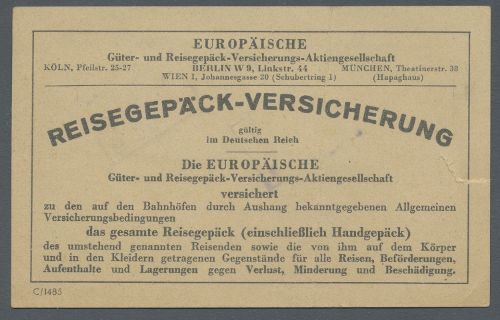 EUROPÄISCHE
Güter- und Reisegepäck-Versicherungs-Aktiengesellschaft
KÖLN, Pfeilstr. 25-27 BERLIN W 9, Linkstr. 44 MÜNCHEN, Theatinerstr. 38
WIEN I, Johannesgasse 20 (Schubertring 1) (Hapaghaus)
REISEGEPÄCK-VERSICHERUNG
gültig
im Deutschen Reich
Die EUROPÄISCHE
Güter- und Reisegepäck-Versicherungs-Aktiengesellschaft
versichert
zu den auf den Bahnhöfen durch Aushang bekanntgegebenen Allgemeinen
Versicherungsbedingungen
das gesamte Reisegepäck (einschließlich Handgepäck)
des umstehend genannten Reisenden sowie die von ihm auf dem Körper
und in den Kleidern getragenen Gegenstände für alle Reisen, Beförderungen,
Aufenthalte und Lagerungen gegen Verlust, Minderung und Beschädigung.
C/1485